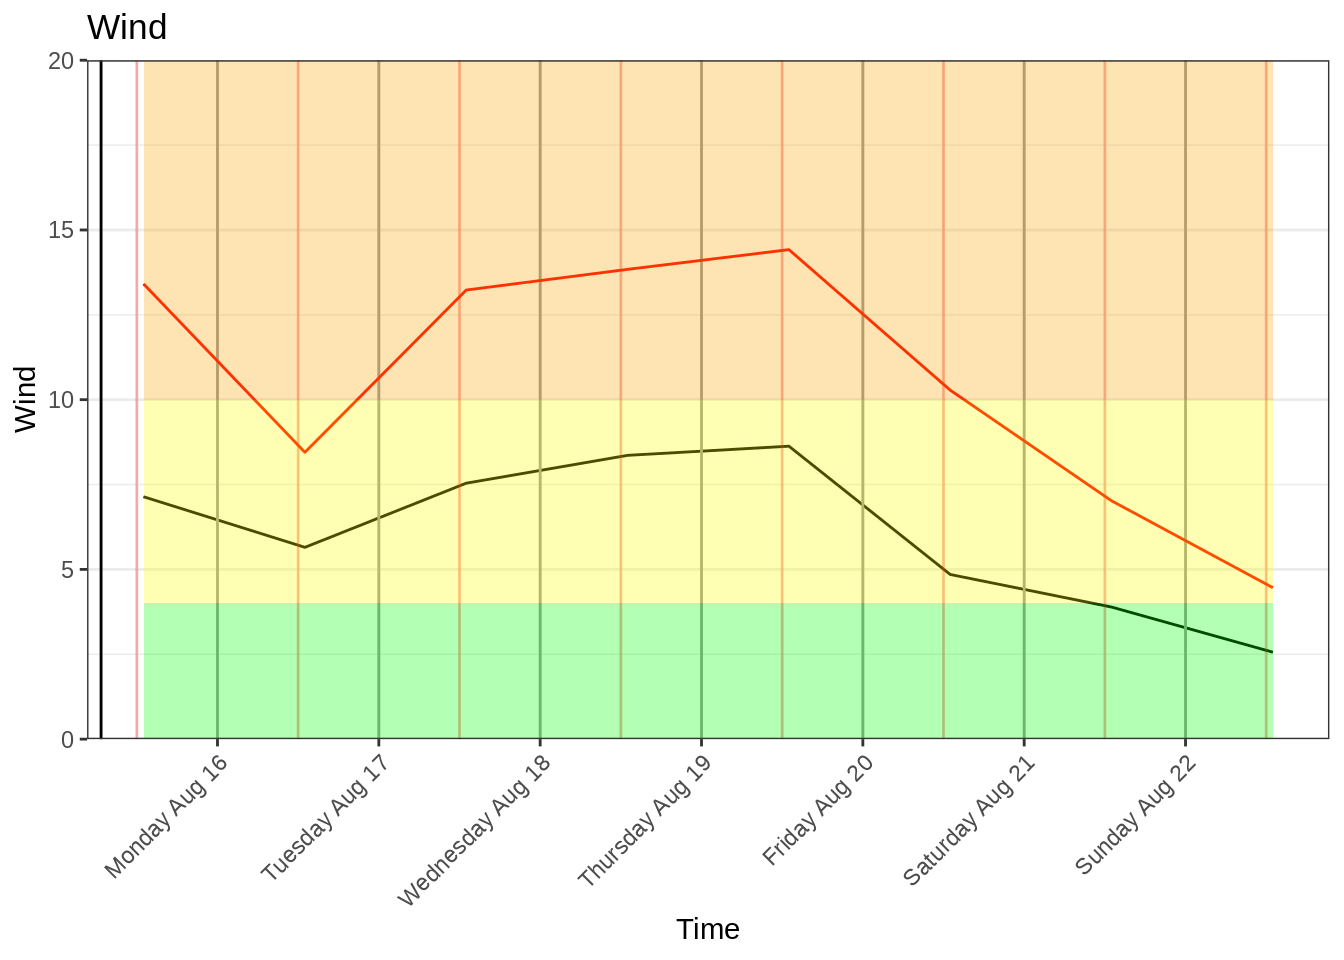 Wind
20
15
10
5
0
Wind
Monday Aug 16
Tuesday Aug 17
Wednesday Aug 18
Thursday Aug 19
Friday Aug 20
Saturday Aug 21
Sunday Aug 22
Time